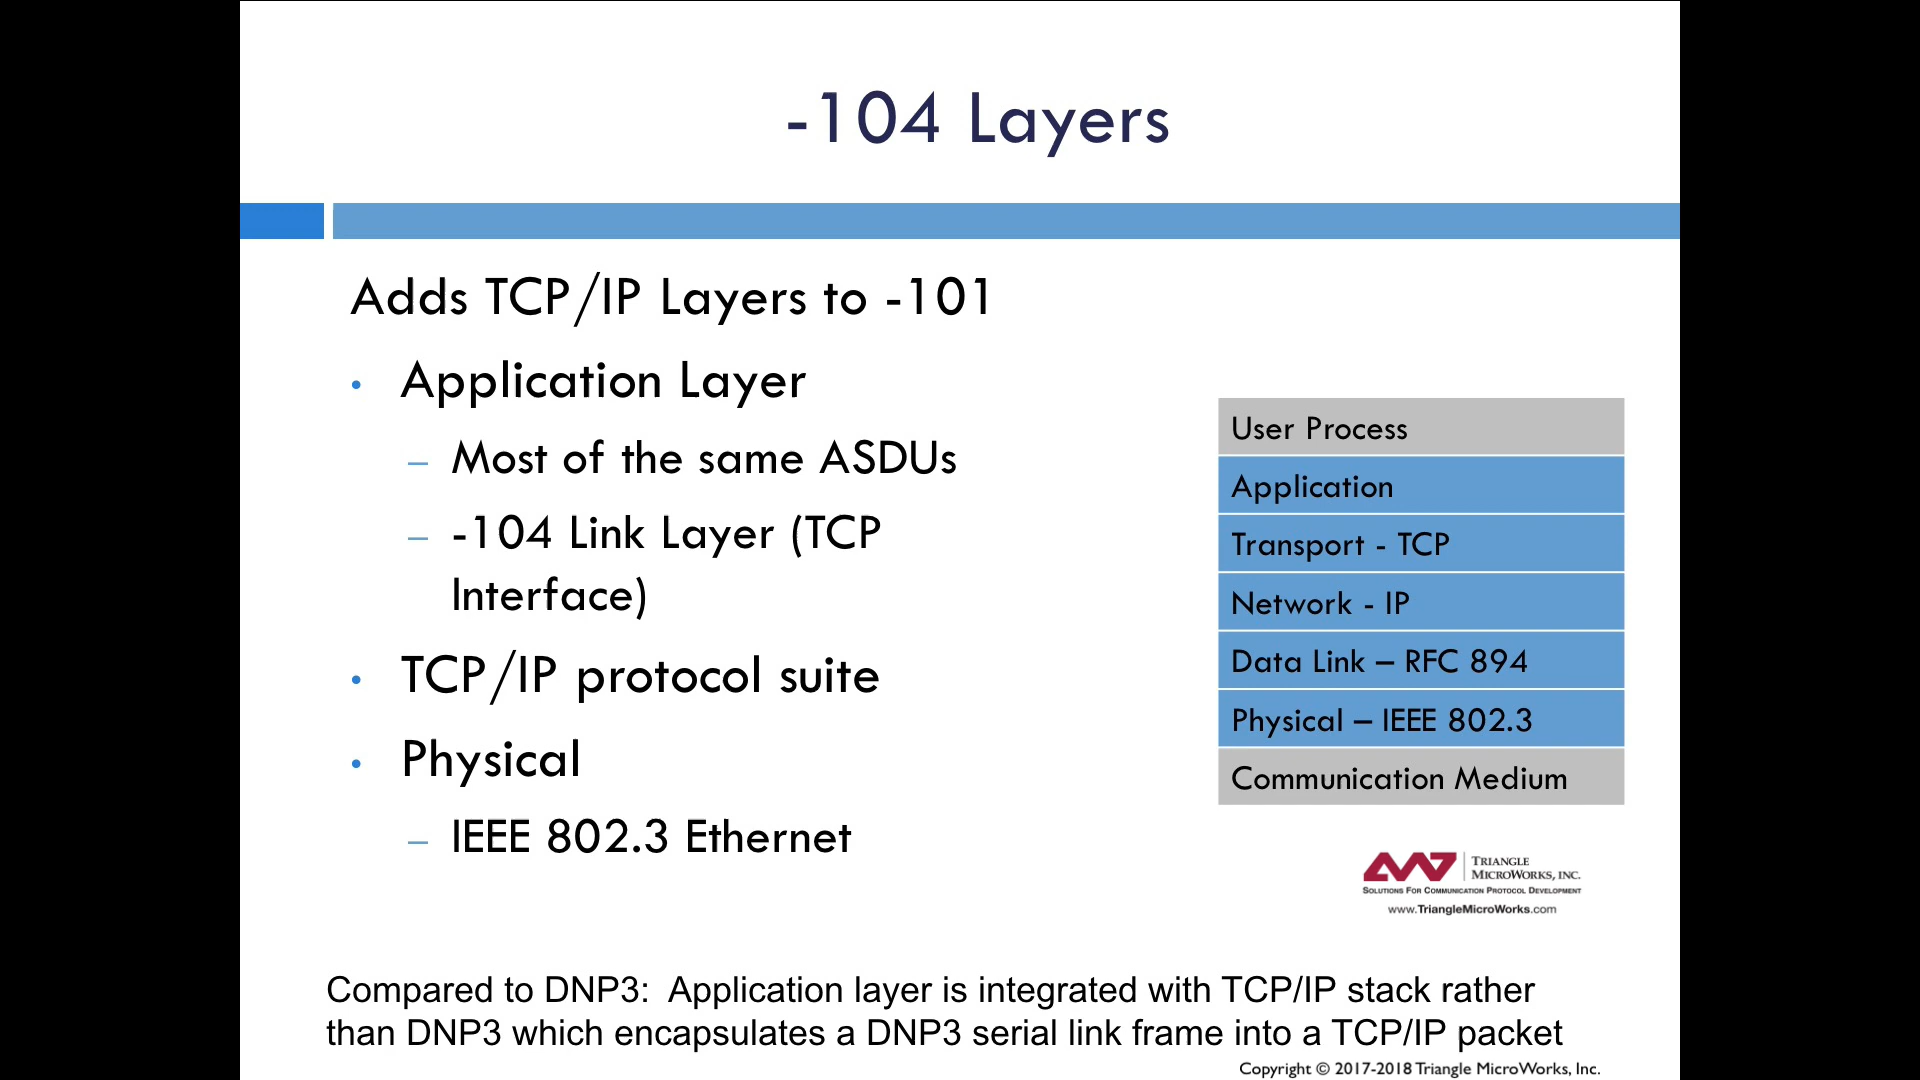 -104 Layers
Adds TCP/IP Layers to -101
• Application Layer
– Most of the same ASDUs
– -104 Link Layer (TCP
Interface)
• TCP/IP protocol suite
• Physical
– IEEE 802.3 Ethernet
User Process
Application
Transport - TCP
Network - IP
Data Link – RFC 894
Physical – IEEE 802.3
Communication Medium
TRIANGLE
MICROWORKS, INC.
SOLUTIONS FOR COMMUNICATION PROTOCOL DEVELOPMENT
www.TriangleMicroWorks.com
Compared to DNP3:  Application layer is integrated with TCP/IP stack rather
than DNP3 which encapsulates a DNP3 serial link frame into a TCP/IP packet
Copyright © 2017-2018 Triangle MicroWorks, Inc.